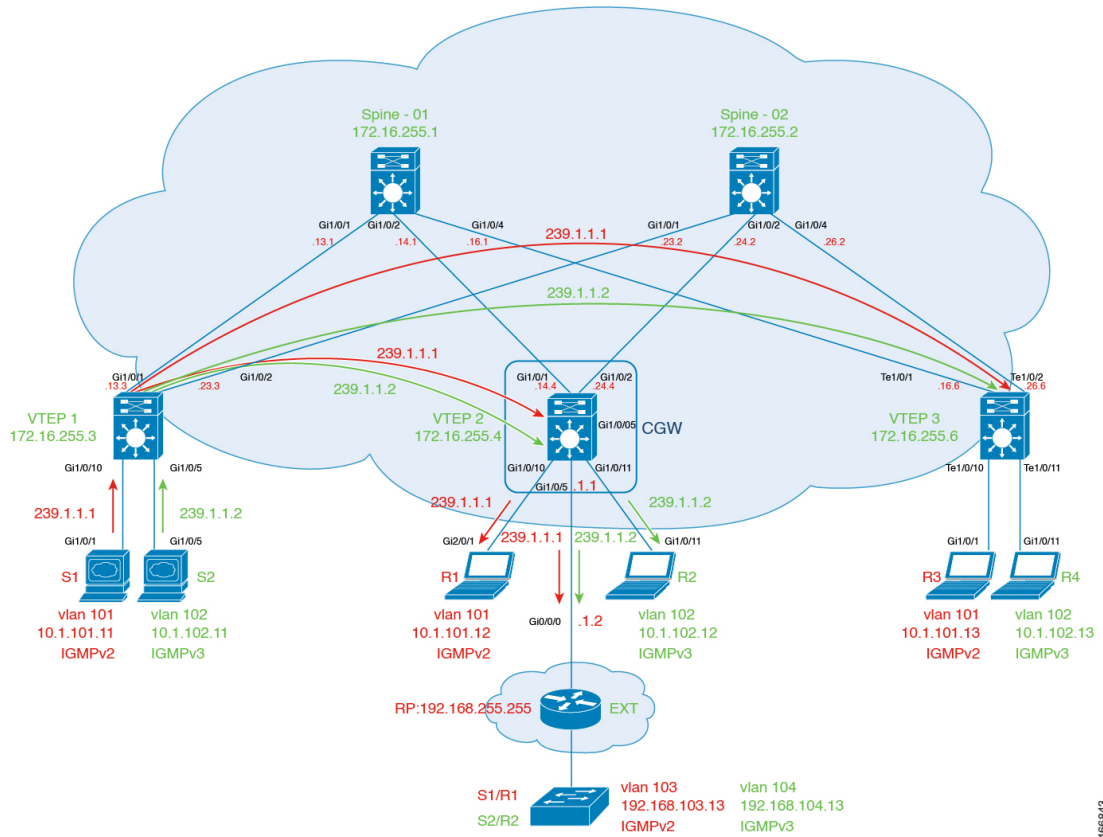 Spine - 01
172.16.255.1
Spine - 02
172.16.255.2
Gi1/0/1
Gi1/0/2
Gi1/0/4
Gi1/0/1
Gi1/0/2
Gi1/0/4
.13.1
.14.1
.16.1
.23.2
.24.2
.26.2
239.1.1.1
239.1.1.2
239.1.1.1
239.1.1.2
Gi1/0/1
.13.3
.23.3
Gi1/0/2
Gi1/0/1
Gi1/0/2
.14.4
.24.4
Te1/0/1
.16.6
Te1/0/2
.26.6
VTEP 1
172.16.255.3
VTEP 2
172.16.255.4
Gi1/0/05
CGW
VTEP 3
172.16.255.6
Gi1/0/10
Gi1/0/5
Gi1/0/10
Gi1/0/11
Gi1/0/5
.1.1
Te1/0/10
Te1/0/11
239.1.1.1
239.1.1.2
239.1.1.1
239.1.1.2
239.1.1.1
239.1.1.2
Gi1/0/1
Gi1/0/5
Gi2/0/1
Gi1/0/11
Gi1/0/1
Gi1/0/11
S1
S2
R1
R2
R3
R4
vlan 101
10.1.101.11
IGMPv2
vlan 102
10.1.102.11
IGMPv3
vlan 101
10.1.101.12
IGMPv2
Gi0/0/0
.1.2
vlan 102
10.1.102.12
IGMPv3
vlan 101
10.1.101.13
IGMPv2
vlan 102
10.1.102.13
IGMPv3
RP:192.168.255.255
EXT
S1/R1
S2/R2
vlan 103
192.168.103.13
IGMPv2
vlan 104
192.168.104.13
IGMPv3